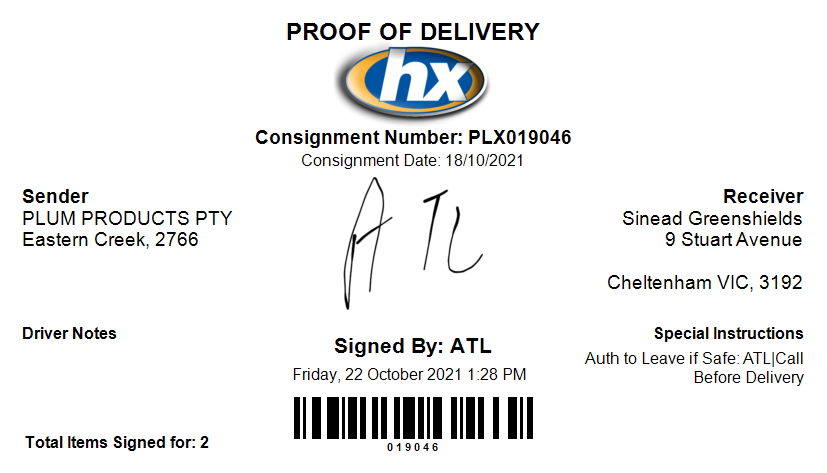 PROOF OF DELIVERY
hx
Consignment Number: PLX019046
Consignment Date: 18/10/2021
Sender
PLUM PRODUCTS PTY
Eastern Creek, 2766
Receiver
Sinead Greenshields
9 Stuart Avenue
Cheltenham VIC, 3192
ATL
Driver Notes
Signed By: ATL
Friday, 22 October 2021 1:28 PM
Special Instructions
Auth to Leave if Safe: ATL|Call
Before Delivery
019046
Total Items Signed for: 2